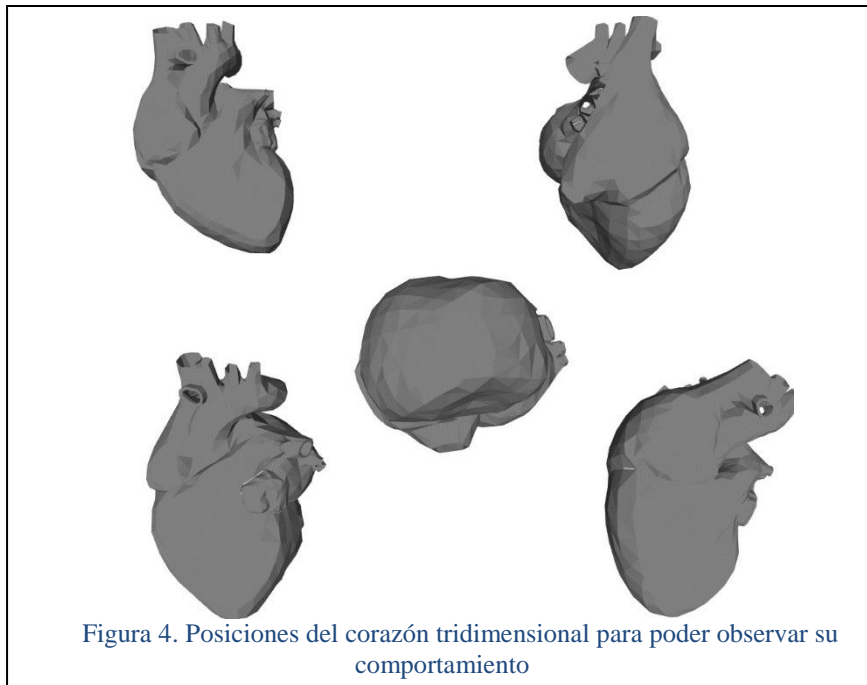 Figura 4. Posiciones del corazón tridimensional para poder observar su
comportamiento